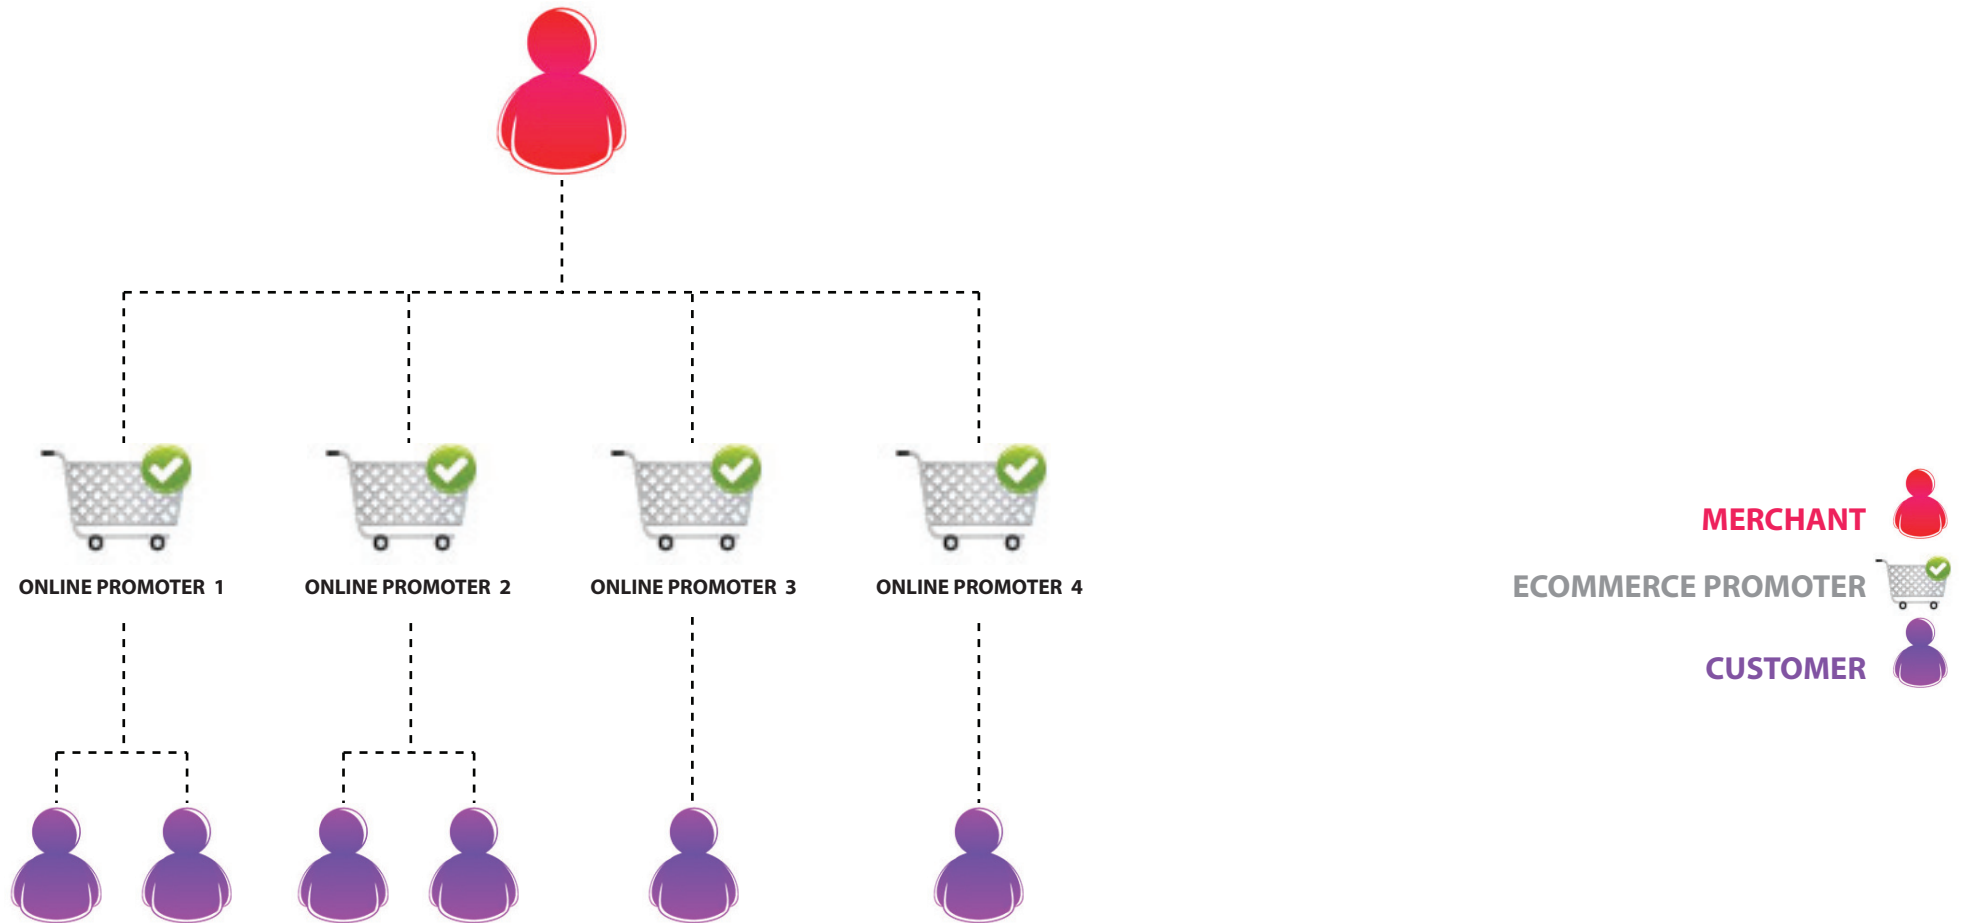 ONLINE PROMOTER 1
ONLINE PROMOTER 2
ONLINE PROMOTER 3
ONLINE PROMOTER 4
MERCHANT
ECOMMERCE PROMOTER
CUSTOMER